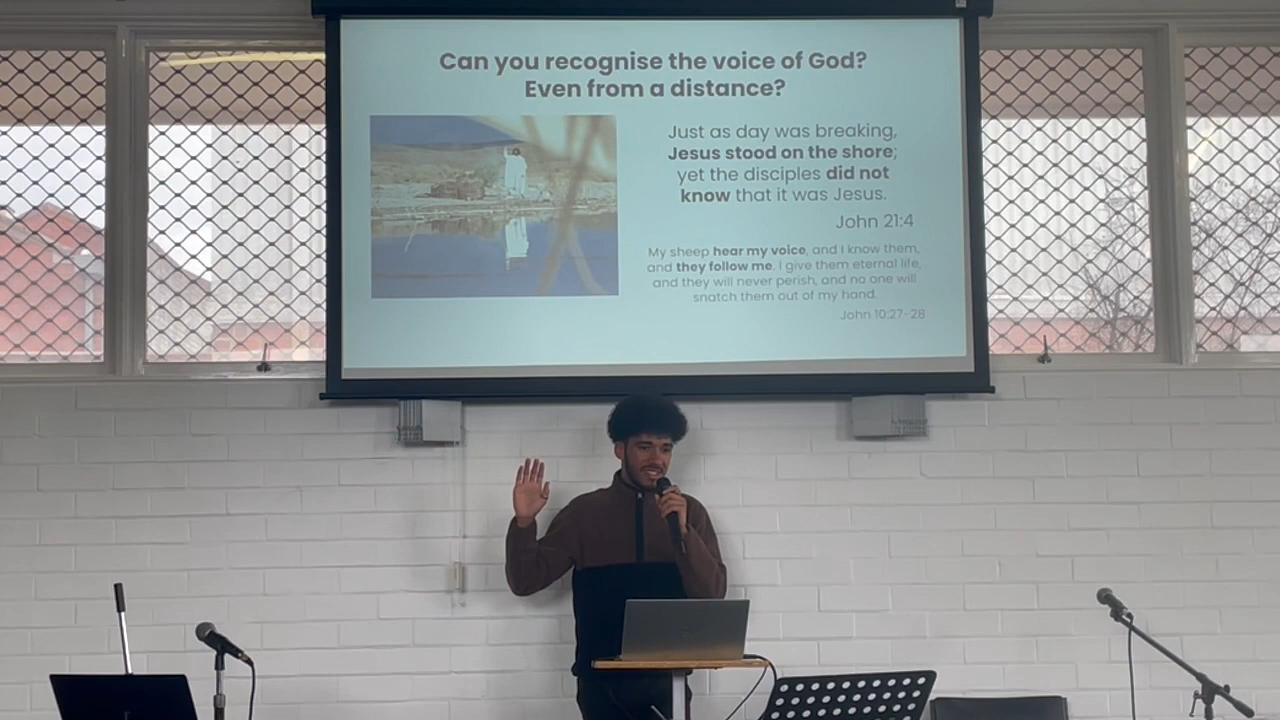 Can you recognise the voice of God?
Even from a distance?
Just as day was breaking,
Jesus stood on the shore;
yet the disciples did not
know that it was Jesus.
John 21:4
My sheep hear my voice, and I know them,
and they follow me. I give them eternal life,
and they will never perish, and no one will
snatch them out of my hand.
John 10:27-28